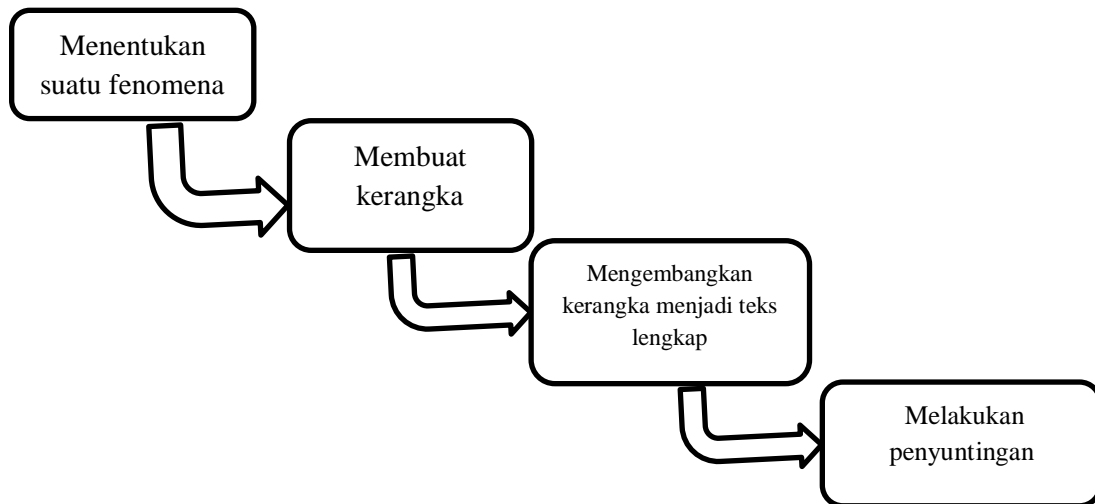 Menentukan
suatu fenomena
Membuat
kerangka
Mengembangkan
kerangka menjadi teks
lengkap
Melakukan
penyuntingan